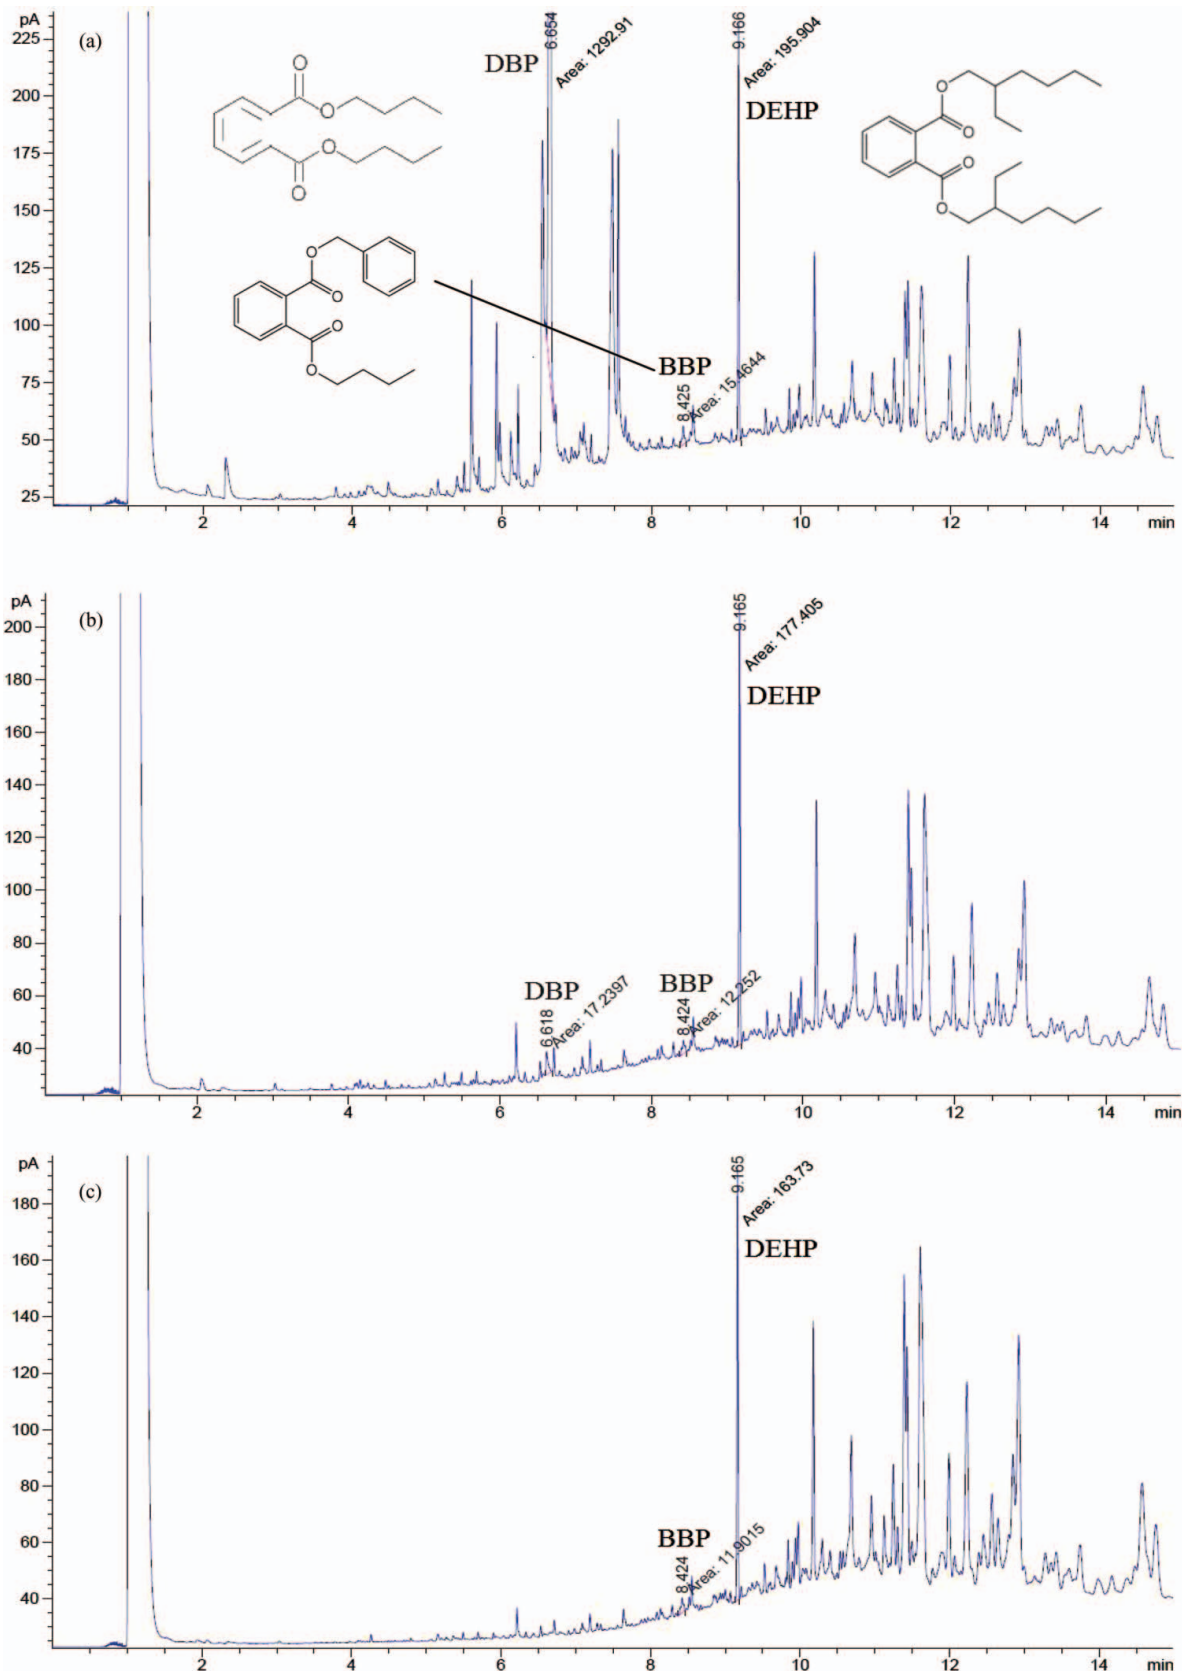 pA
(a)
225
200
175
150
125
100
75
50
25
DBP
6.654
Area: 1292.91
9.166
Area: 195.904
DEHP
O
O
O
O
O
O
O
O
O
O
O
O
BBP
8.425
Area: 15.4644
2 4 6 8 10 12 14 min
pA
(b)
200
180
160
140
120
100
80
60
40
9.165
Area: 177.405
DEHP
DBP
6.618
Area: 17.2397
BBP
8.424
Area: 12.252
2 4 6 8 10 12 14 min
pA
(c)
180
160
140
120
100
80
60
40
9.165
Area: 163.73
DEHP
BBP
8.424
Area: 11.9015
2 4 6 8 10 12 14 min